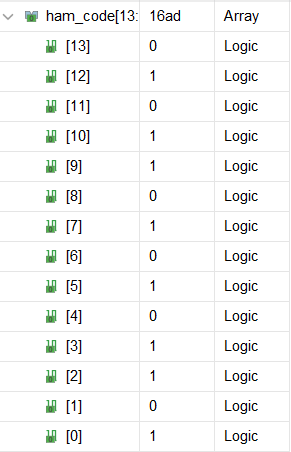 ham_code[13: 16ad Array
[13] 0 Logic
[12] 1 Logic
[11] 0 Logic
[10] 1 Logic
[9] 1 Logic
[8] 0 Logic
[7] 1 Logic
[6] 0 Logic
[5] 1 Logic
[4] 0 Logic
[3] 1 Logic
[2] 1 Logic
[1] 0 Logic
[0] 1 Logic